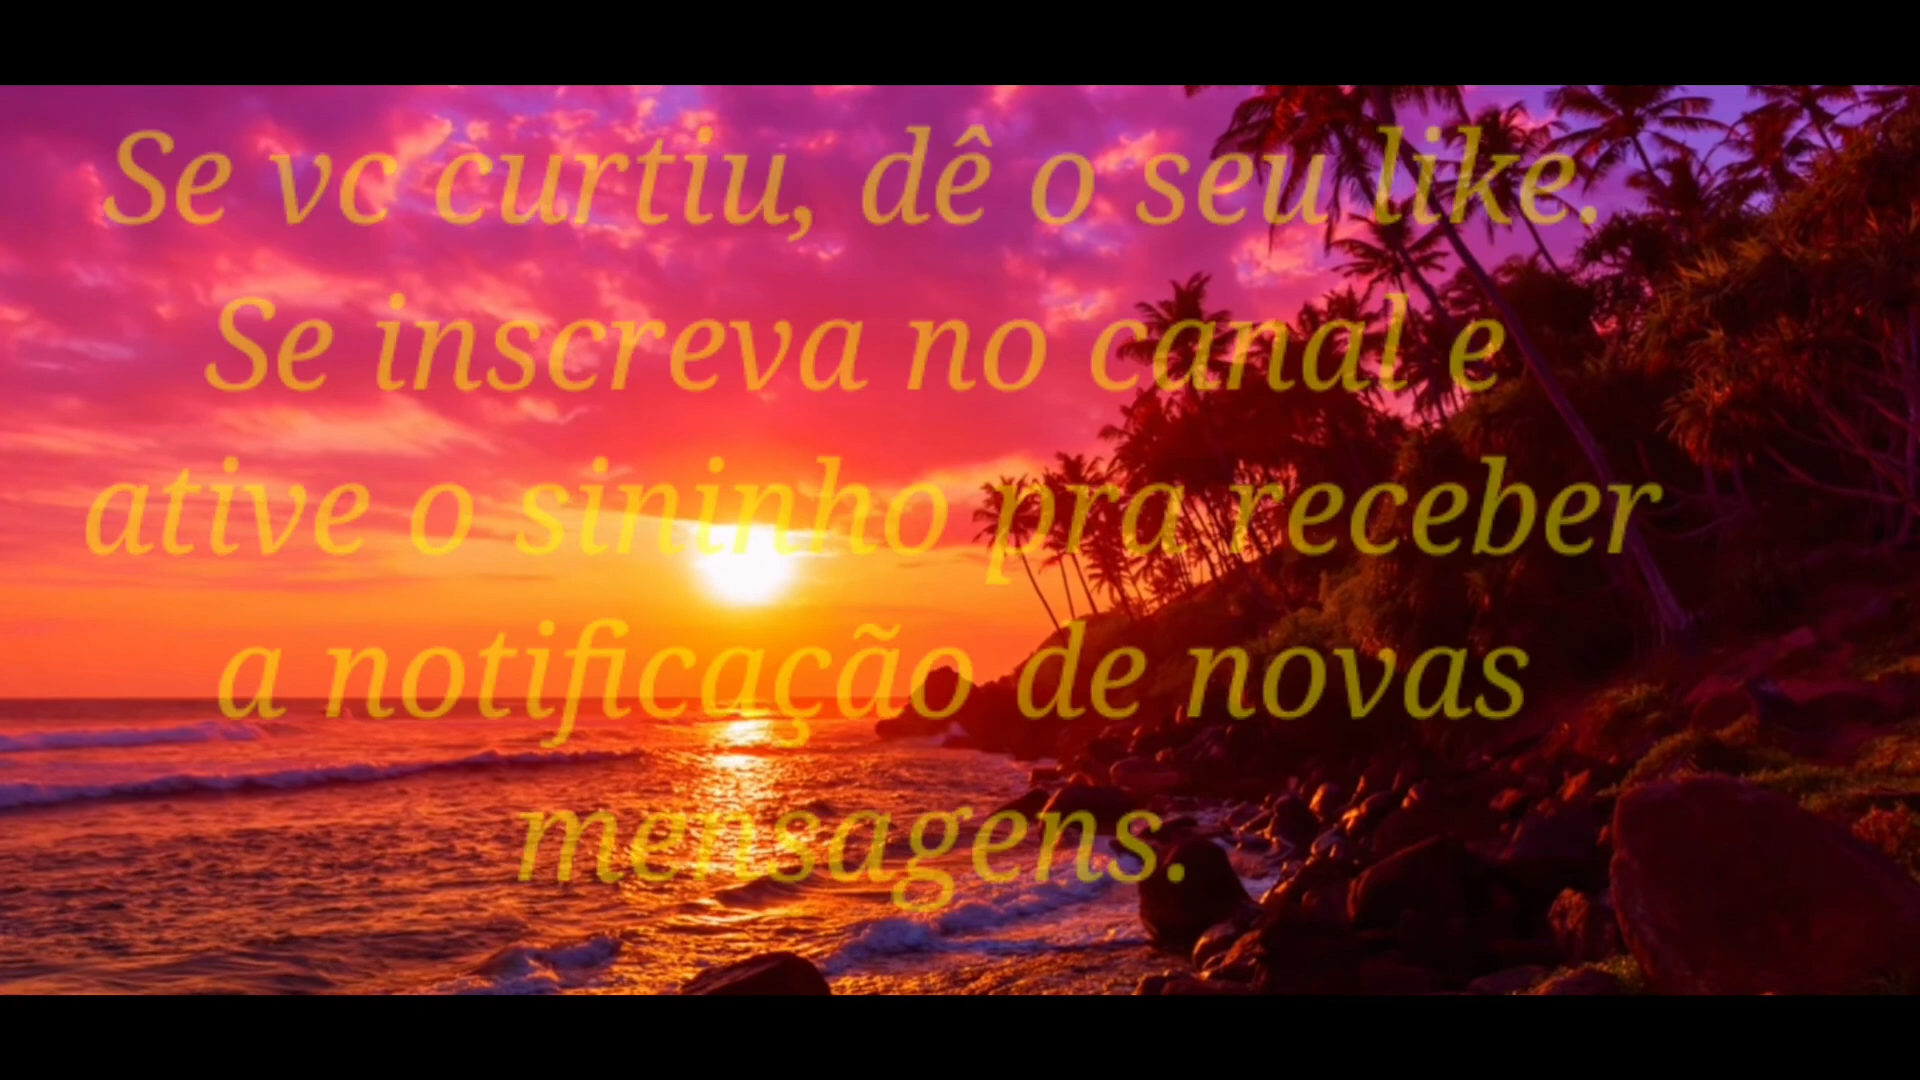 Se vc curtiu, dê o seu like.
Se inscreva no canal e
ative o sininho pra receber
a notificação de novas
mensagens.